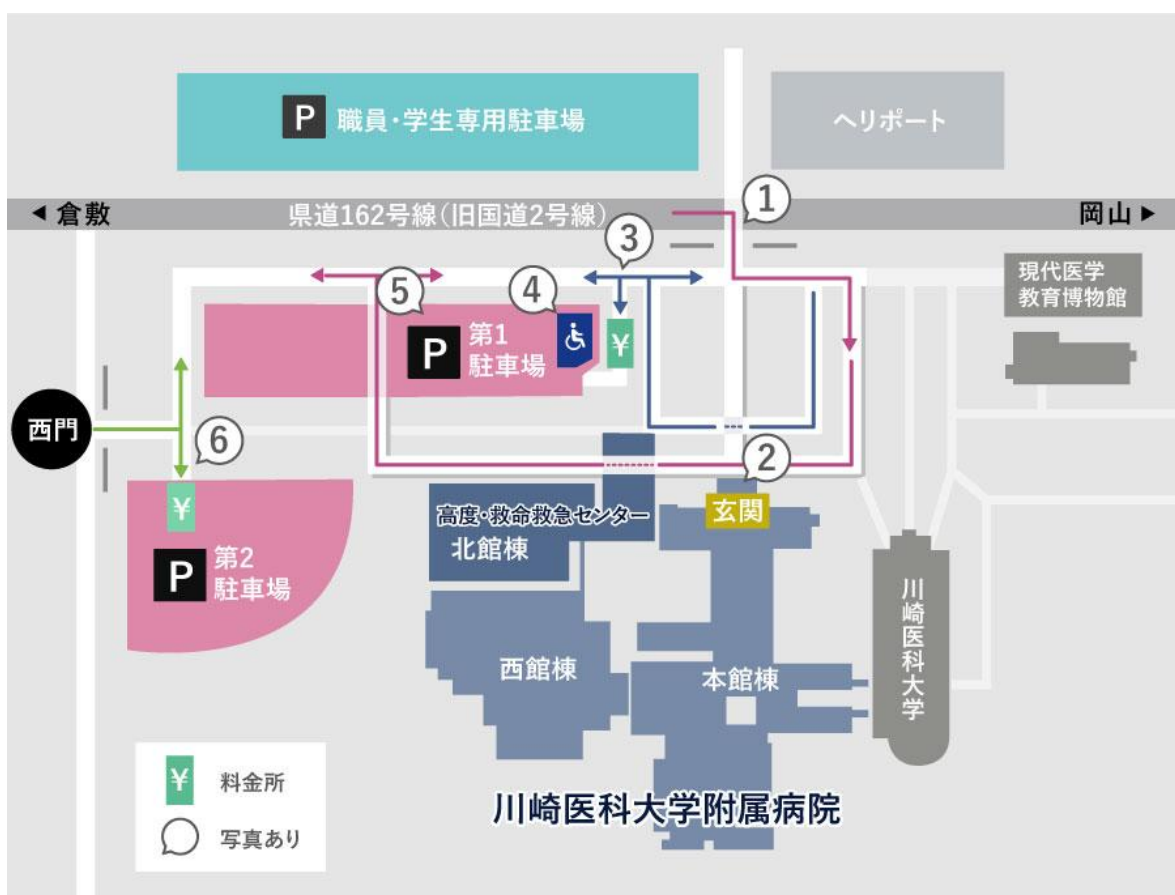 P 職員・学生専用駐車場
ヘリポート
◀ 倉敷
県道162号線(旧国道2号線)
岡山 ▶
1
3
現代医学
教育博物館
5
4
P
第1
駐車場
¥
西門
6
2
¥
高度・救命救急センター
北館棟
玄関
P
第2
駐車場
川崎医科大学
西館棟
本館棟
¥ 料金所
写真あり
川崎医科大学附属病院